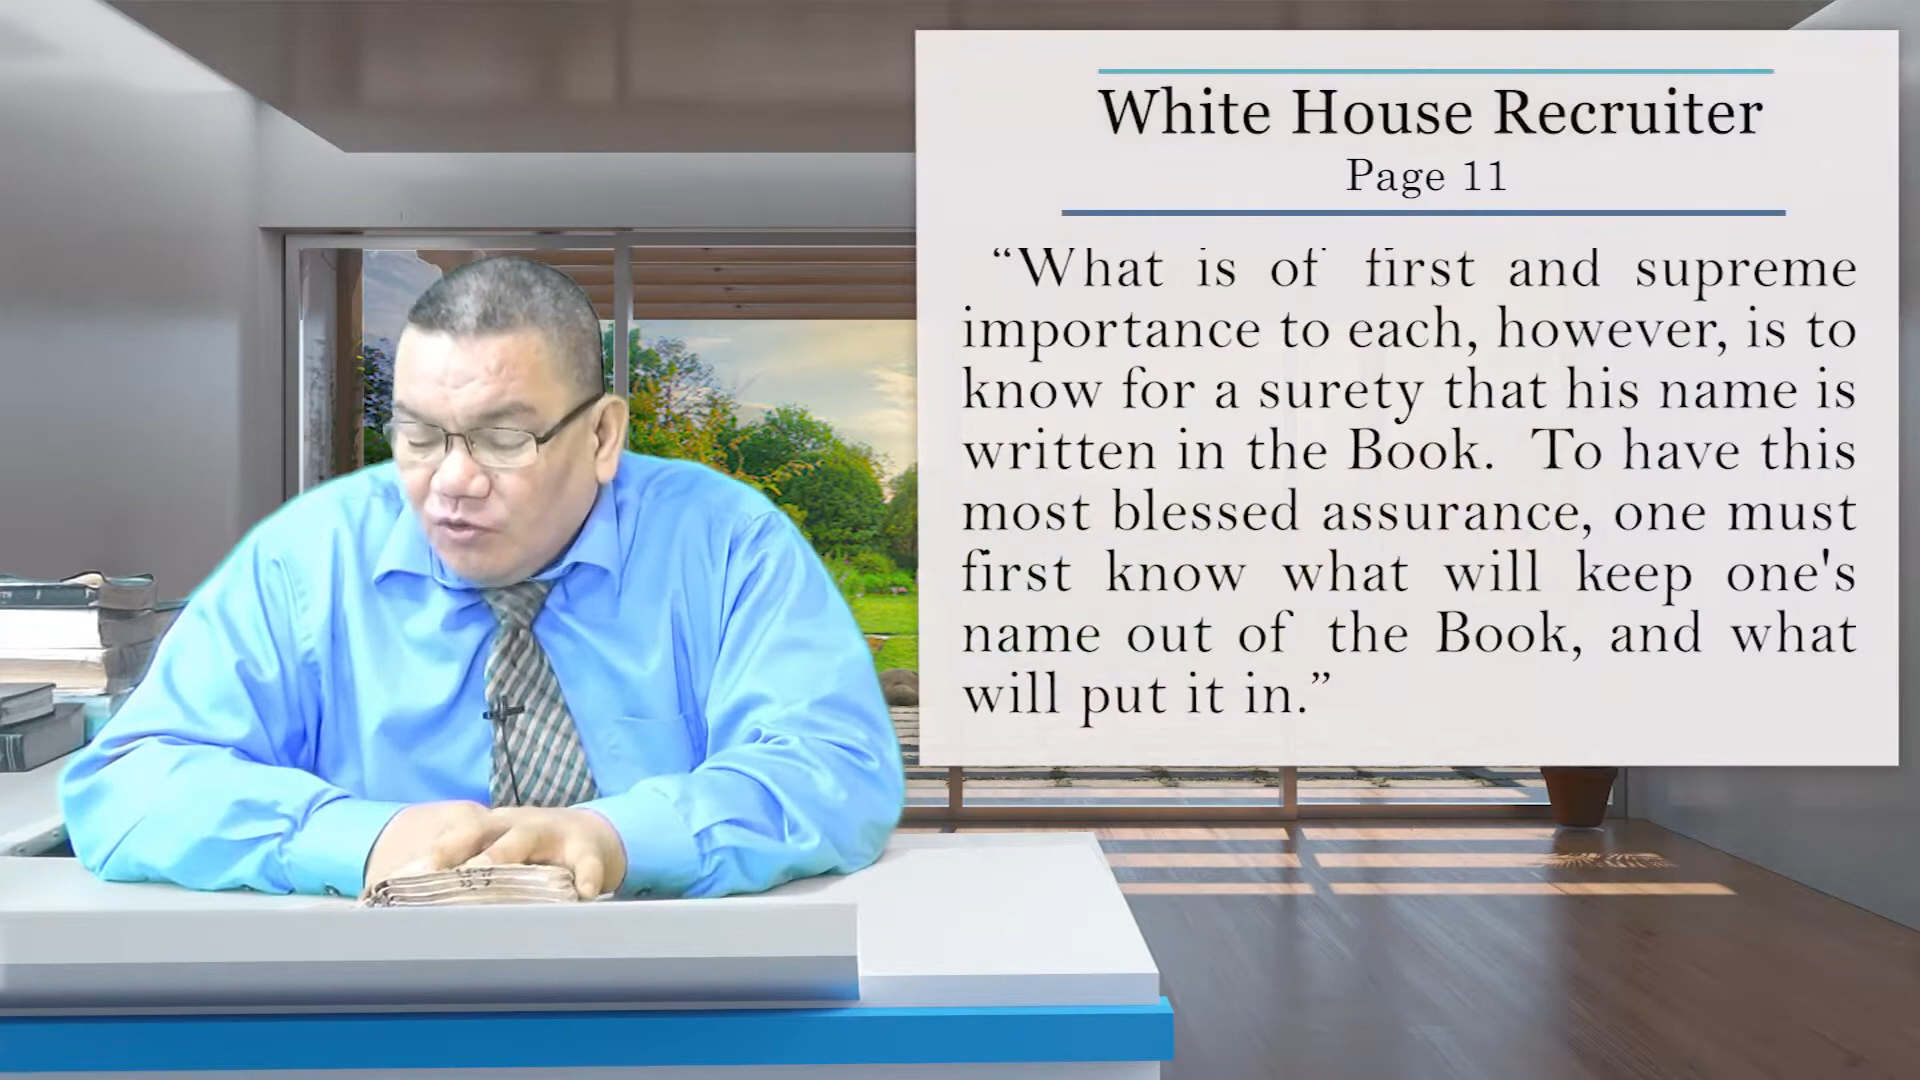 White House Recruiter
Page 11
“What is of first and supreme
importance to each, however, is to
know for a surety that his name is
written in the Book. To have this
most blessed assurance, one must
first know what will keep one's
name out of the Book, and what
will put it in.”